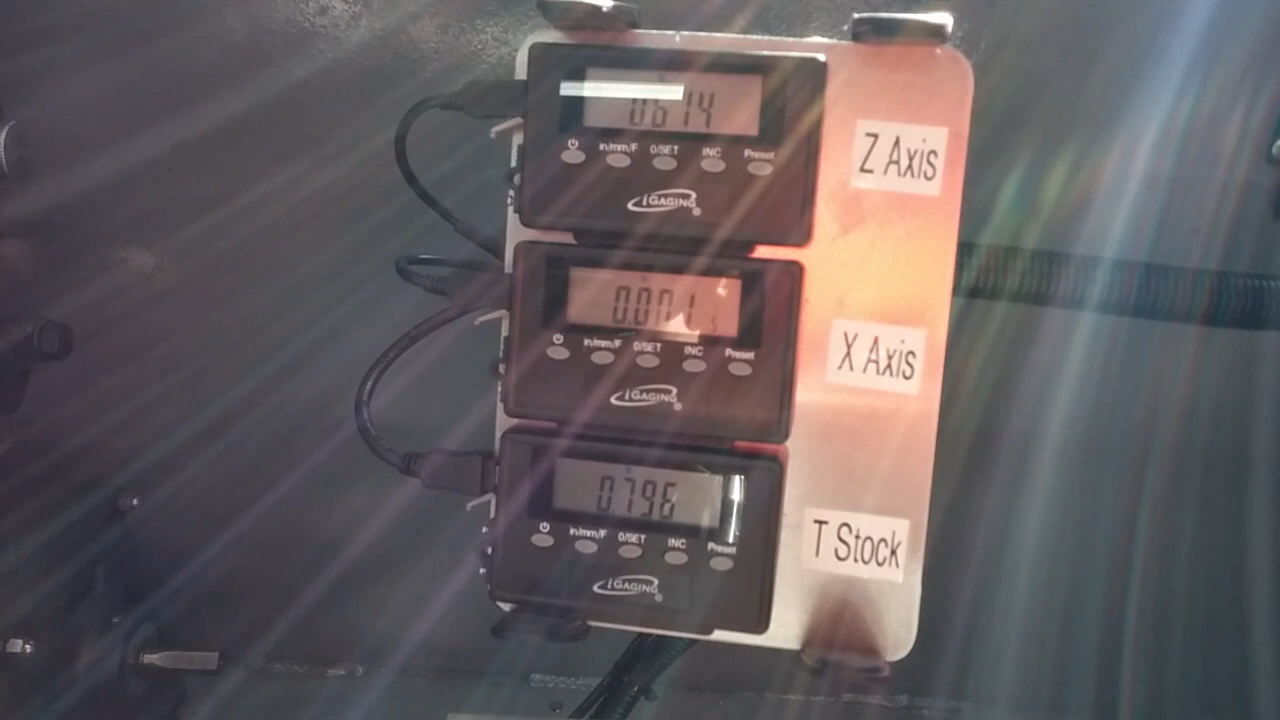 0.614
in/mm/F 0/SET INC Preset
iGAGING®
Z Axis
0.001
in/mm/F 0/SET INC Preset
iGAGING®
X Axis
0.796
in/mm/F 0/SET INC Preset
iGAGING®
T Stock